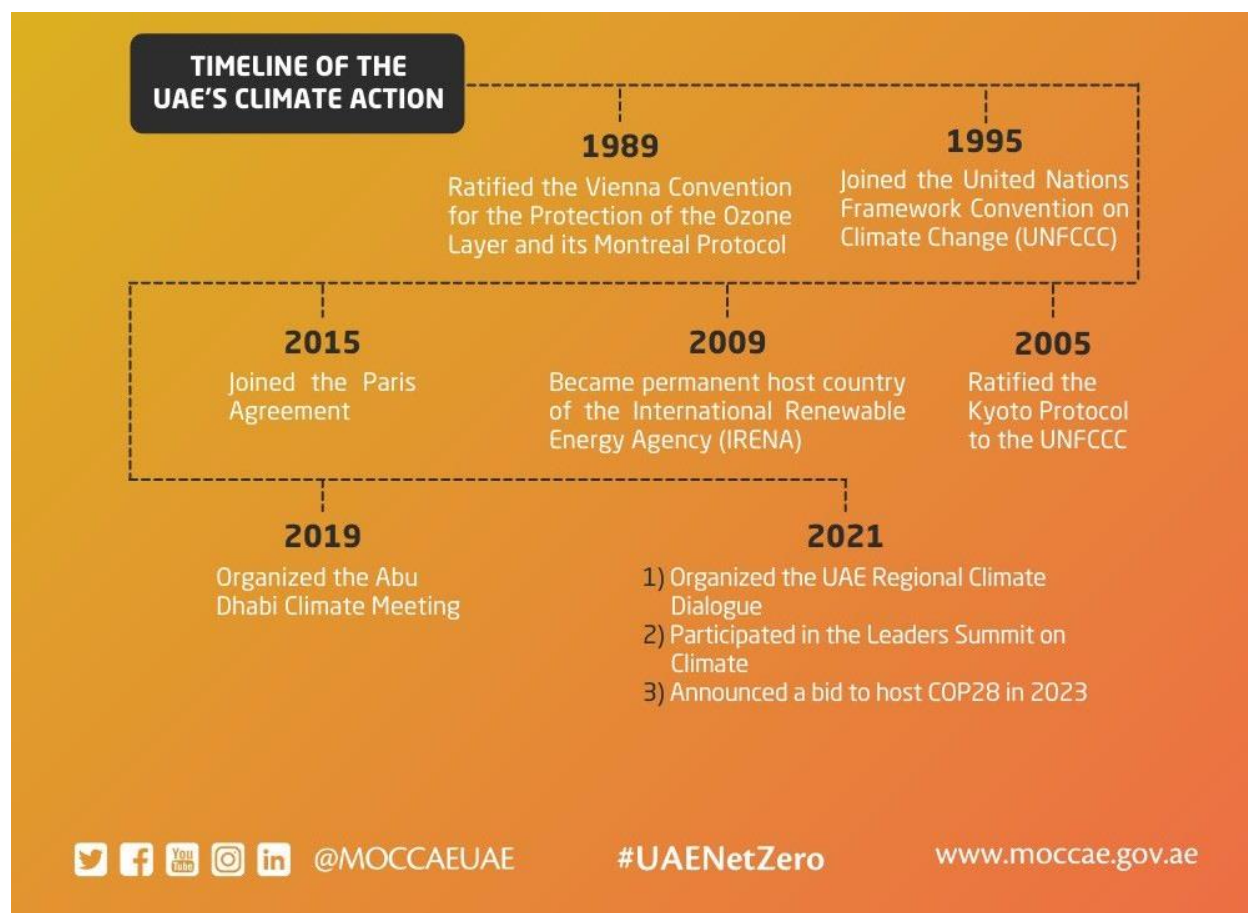 TIMELINE OF THE
UAE'S CLIMATE ACTION
1989
Ratified the Vienna Convention
for the Protection of the Ozone
Layer and its Montreal Protocol
1995
Joined the United Nations
Framework Convention on
Climate Change (UNFCCC)
2005
Ratified the
Kyoto Protocol
to the UNFCCC
2009
Became permanent host country
of the International Renewable
Energy Agency (IRENA)
2015
Joined the Paris
Agreement
2019
Organized the Abu
Dhabi Climate Meeting
2021
1) Organized the UAE Regional Climate
Dialogue
2) Participated in the Leaders Summit on
Climate
3) Announced a bid to host COP28 in 2023
You
Tube
in
@MOCCAEUAE
#UAENetZero
www.moccae.gov.ae